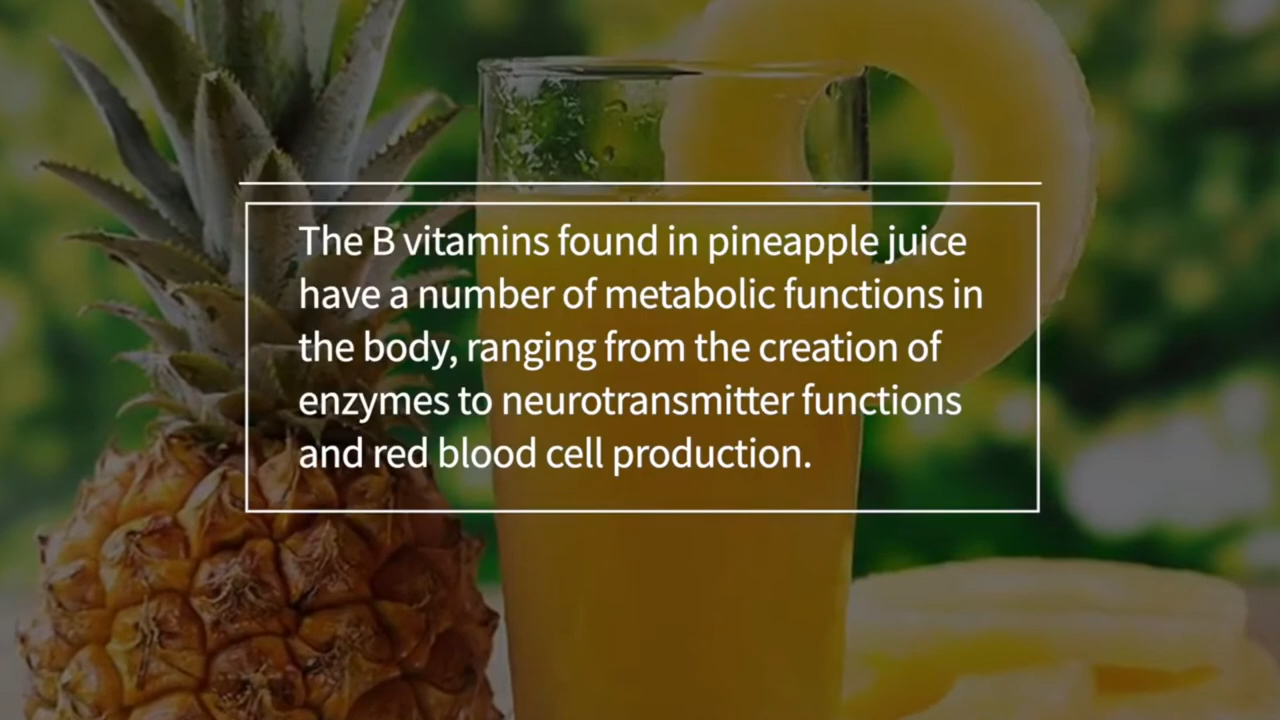 The B vitamins found in pineapple juice
have a number of metabolic functions in
the body, ranging from the creation of
enzymes to neurotransmitter functions
and red blood cell production.